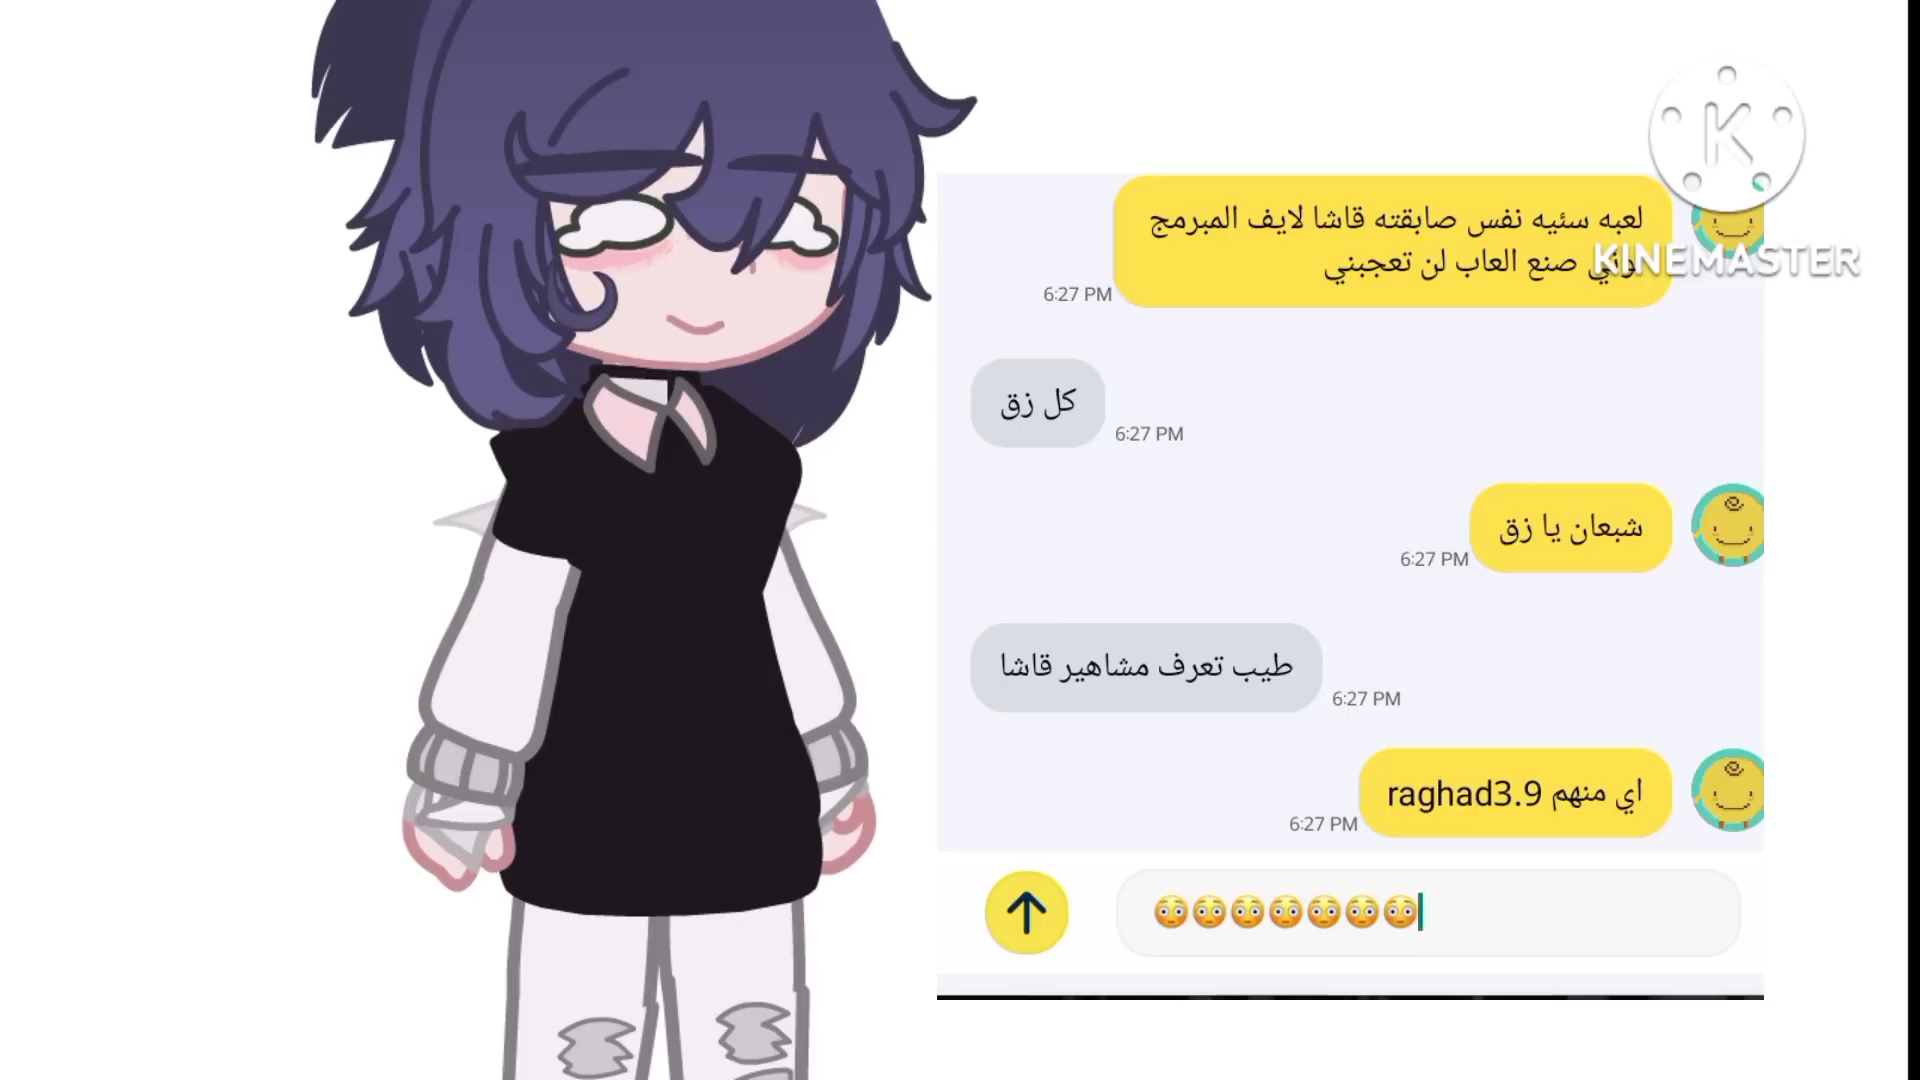 لعبه سئيه نفس صابقته قاشا لايف المبرمج
صنع العاب لن تعجبني
6:27 PM
KINEMASTER
كل زق
6:27 PM
شبعان يا زق
6:27 PM
طيب تعرف مشاهير قاشا
6:27 PM
اي منهم raghad3.9
6:27 PM
😳😳😳😳😳😳😳